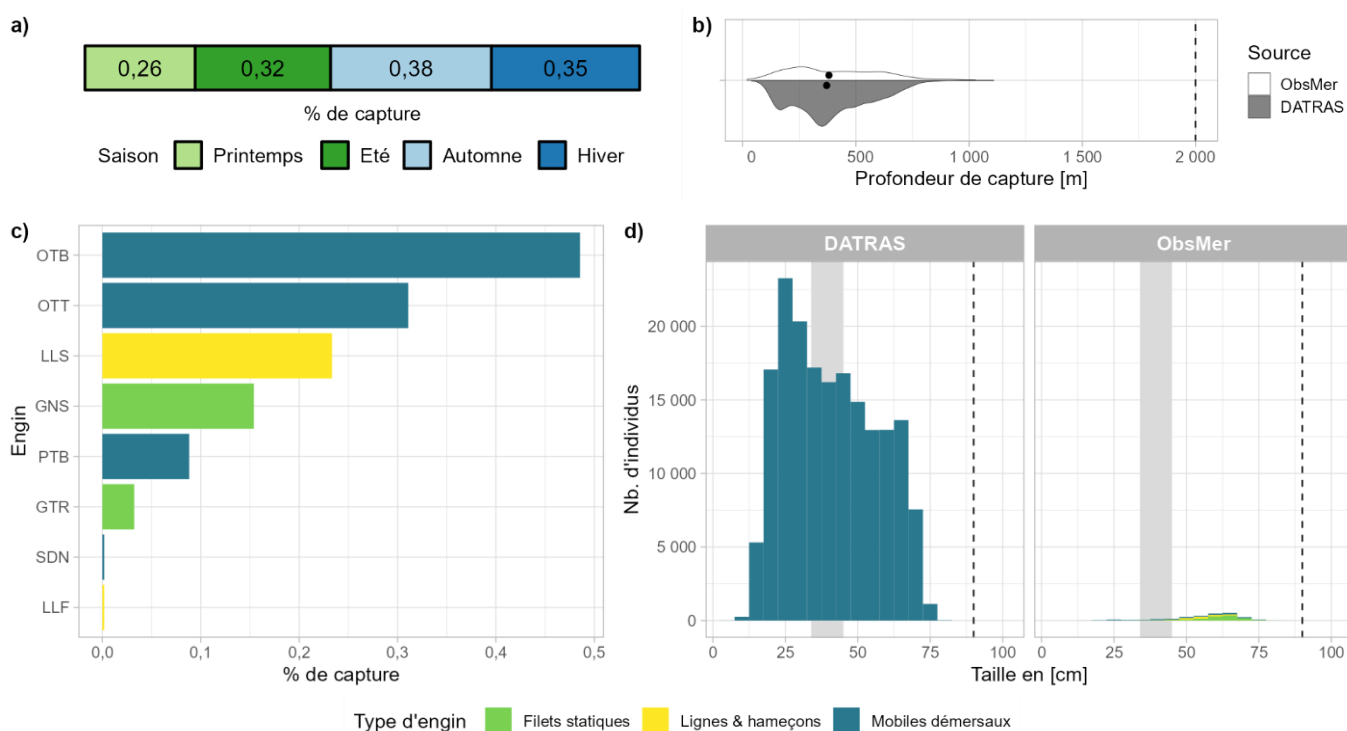 a)
0,26 0,32 0,38 0,35
% de capture
Saison Printemps Eté Automne Hiver
b)
0 500 1 000 1 500 2 000
Profondeur de capture [m]
Source
ObsMer
DATRAS
c)
OTB
OTT
LLS
GNS
PTB
GTR
SDN
LLF
Engin
0,0 0,1 0,2 0,3 0,4 0,5
% de capture
d)
DATRAS ObsMer
20 000
15 000
10 000
5 000
0
Nb. d'individus
0 25 50 75 100 0 25 50 75 100
Taille en [cm]
Type d'engin Filets statiques Lignes & hameçons Mobiles démersaux